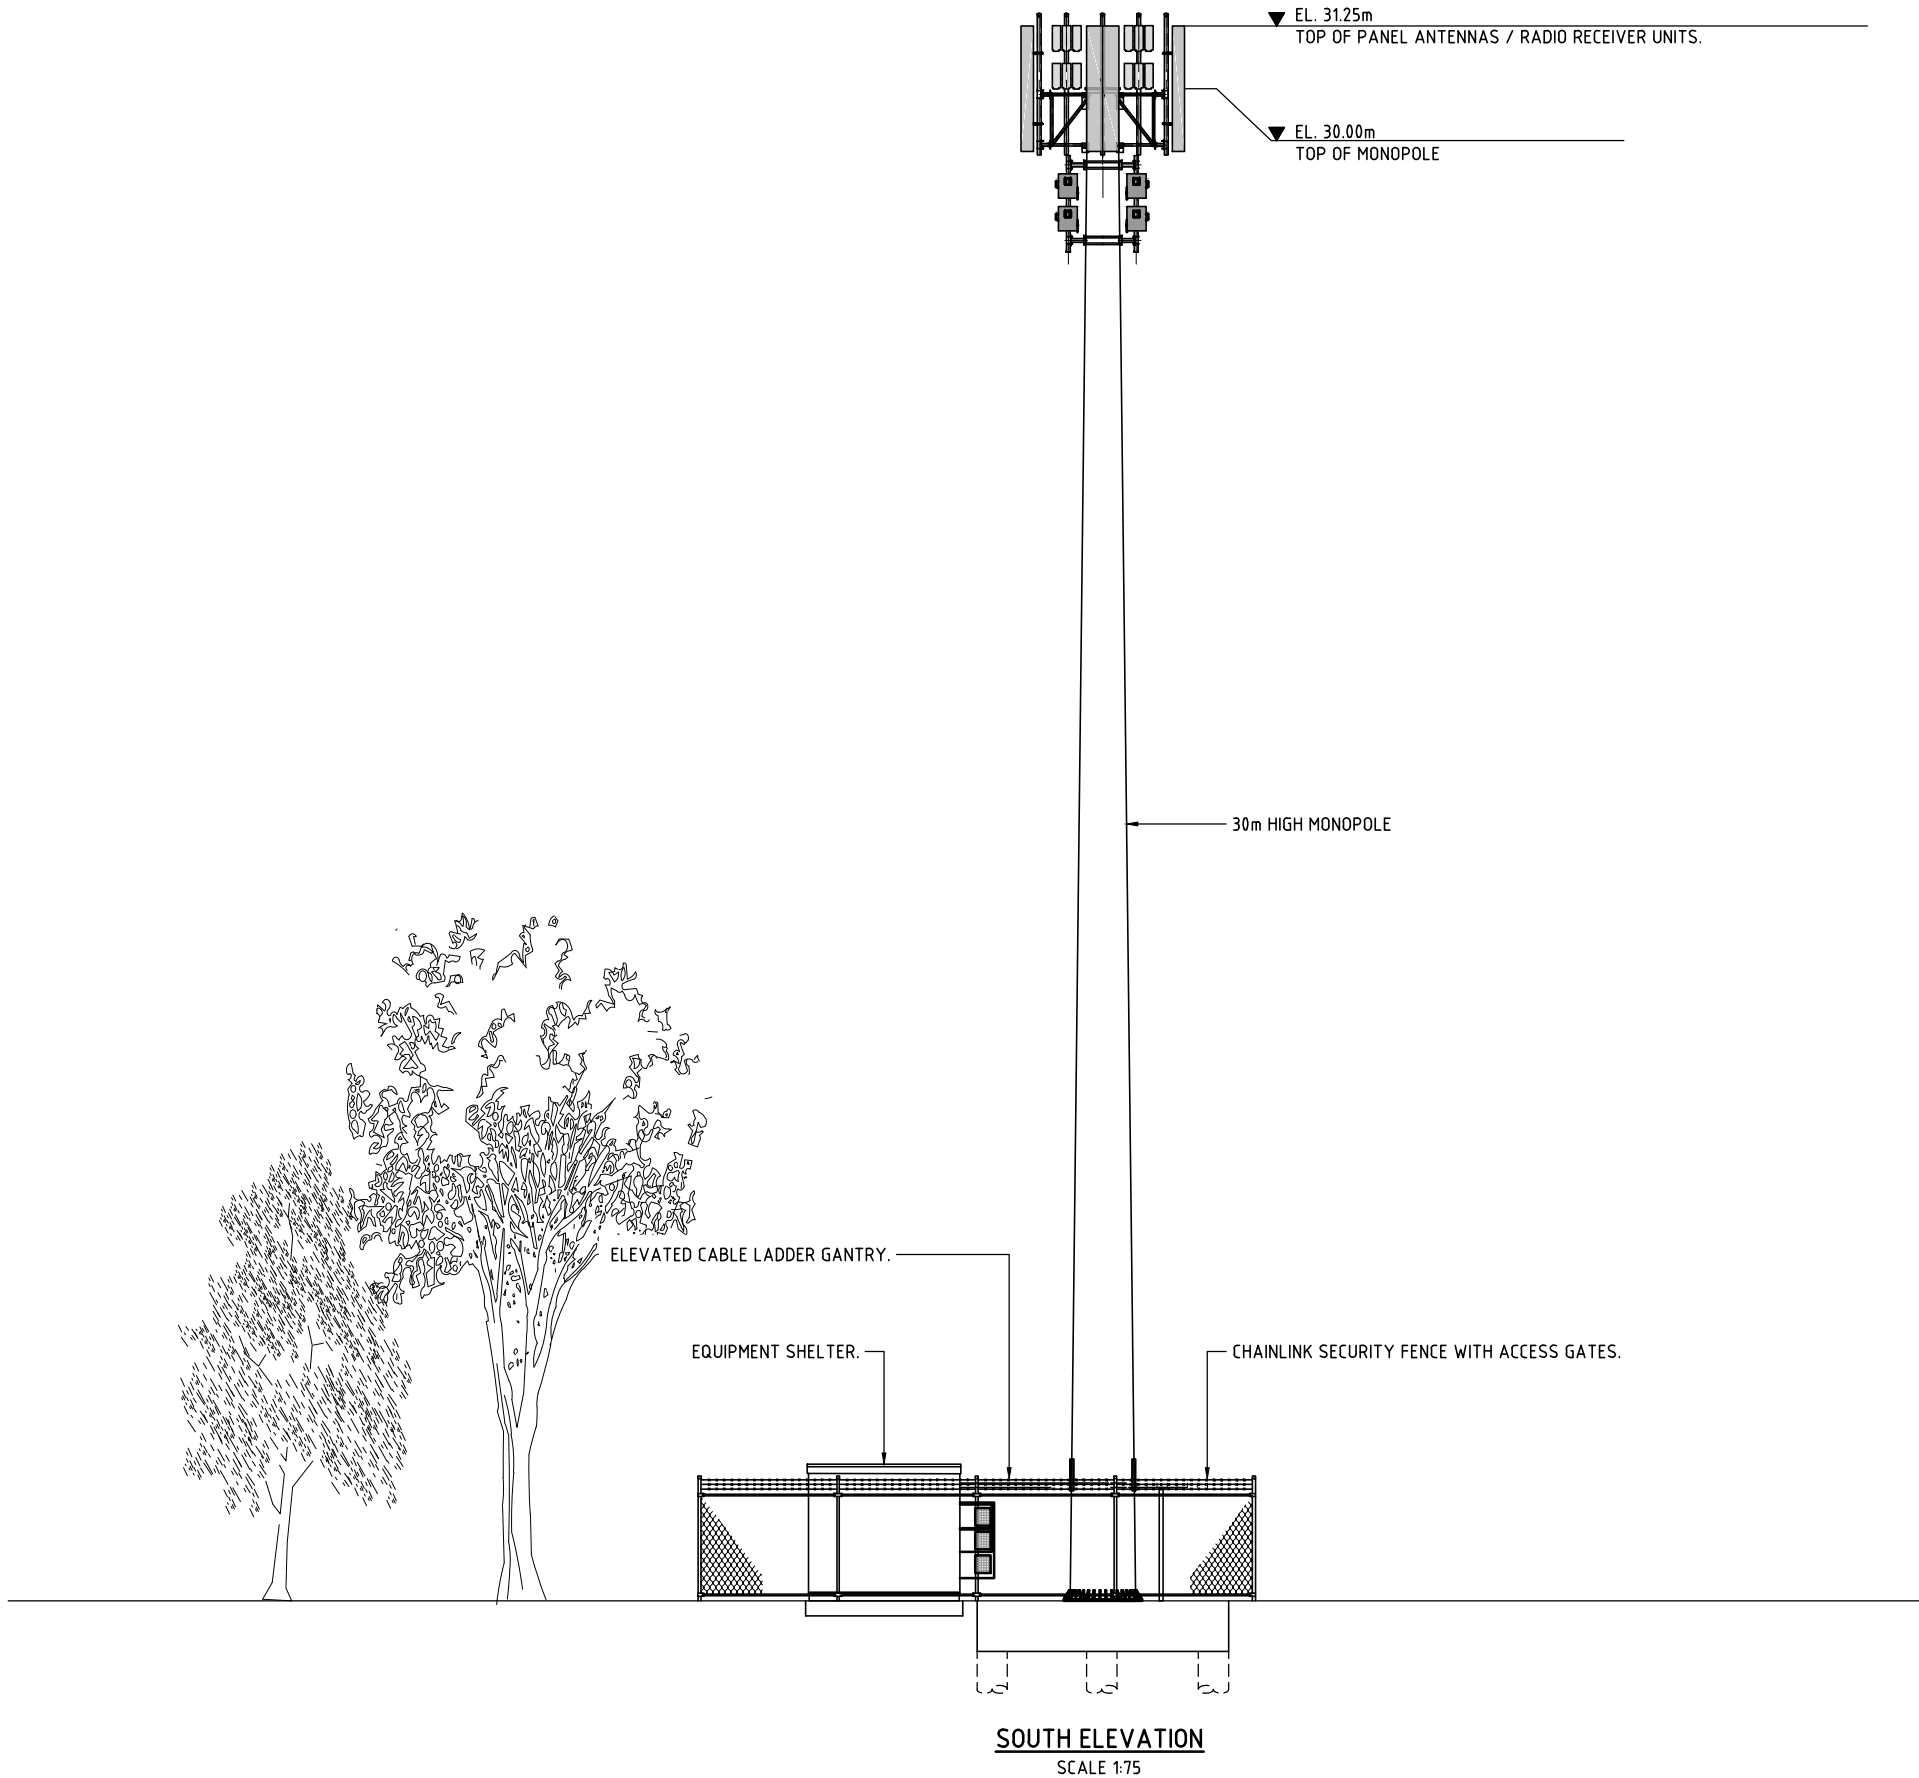 EL. 31.25m
TOP OF PANEL ANTENNAS / RADIO RECEIVER UNITS.
EL. 30.00m
TOP OF MONOPOLE
30m HIGH MONOPOLE
ELEVATED CABLE LADDER GANTRY.
EQUIPMENT SHELTER.
CHAINLINK SECURITY FENCE WITH ACCESS GATES.
SOUTH ELEVATION
SCALE 1:75